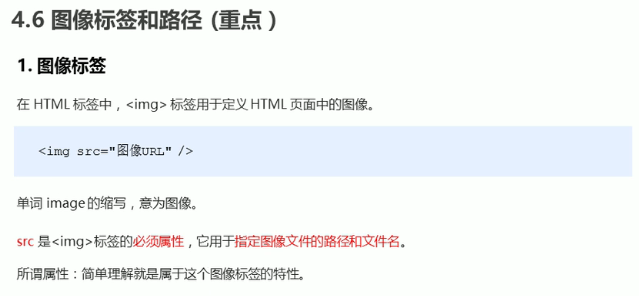 4.6 图像标签和路径 (重点)
1. 图像标签
在 HTML 标签中，<img> 标签用于定义 HTML 页面中的图像。
<img src="图像URL" />
单词 image 的缩写，意为图像。
src 是<img>标签的必须属性，它用于指定图像文件的路径和文件名。
所谓属性：简单理解就是属于这个图像标签的特性。